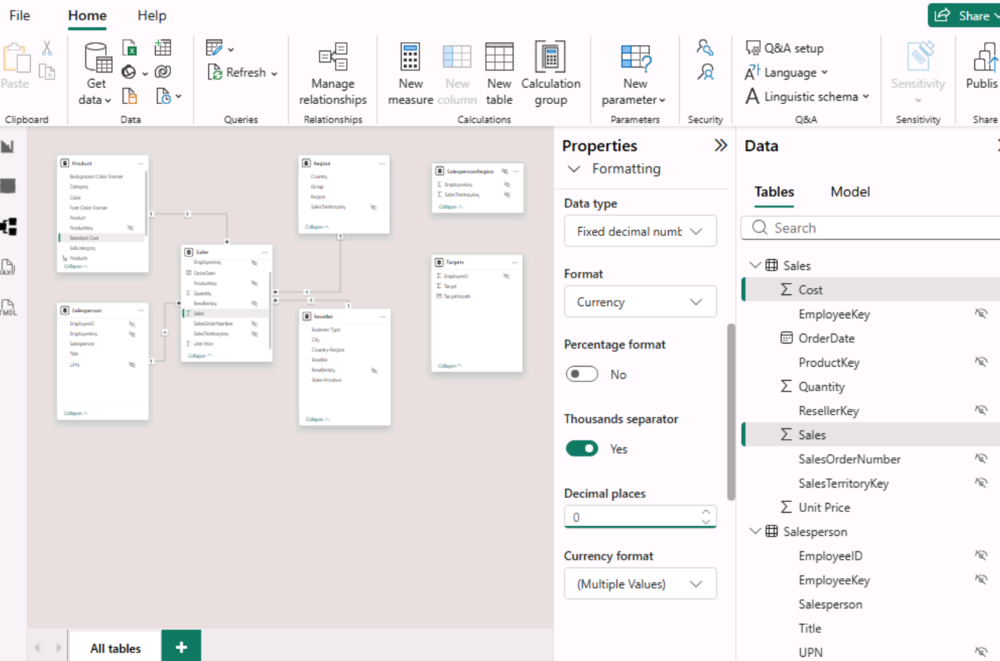 File
Home
Help
Share
Paste
Get
data
Refresh
Manage
relationships
New
measure
New
column
New
table
Calculation
group
New
parameter
Q&A setup
Language
Linguistic schema
Sensitivity
Publis
Clipboard
Data
Queries
Relationships
Calculations
Parameters
Security
Q&A
Sensitivity
Share
Product
Background Color Format
Category
Color
Font Color Format
Product
ProductKey
Standard Cost
Subcategory
Products
Collapse
Region
Country
Group
Region
SalesTerritoryKey
Collapse
SalespersonRegion
EmployeeKey
SalesTerritoryKey
Collapse
Sales
EmployeeKey
OrderDate
ProductKey
Quantity
ResellerKey
Sales
SalesOrderNumber
SalesTerritoryKey
Unit Price
Collapse
Targets
EmployeeID
Target
TargetMonth
Collapse
Salesperson
EmployeeID
EmployeeKey
Salesperson
Title
UPN
Collapse
Reseller
Business Type
City
Country-Region
Reseller
ResellerKey
State-Province
Collapse
All tables
+
Properties
Formatting
Data type
Fixed decimal numb
Format
Currency
Percentage format
No
Thousands separator
Yes
Decimal places
0
Currency format
(Multiple Values)
Data
Tables
Model
Search
Sales
Cost
EmployeeKey
OrderDate
ProductKey
Quantity
ResellerKey
Sales
SalesOrderNumber
SalesTerritoryKey
Unit Price
Salesperson
EmployeeID
EmployeeKey
Salesperson
Title
UPN